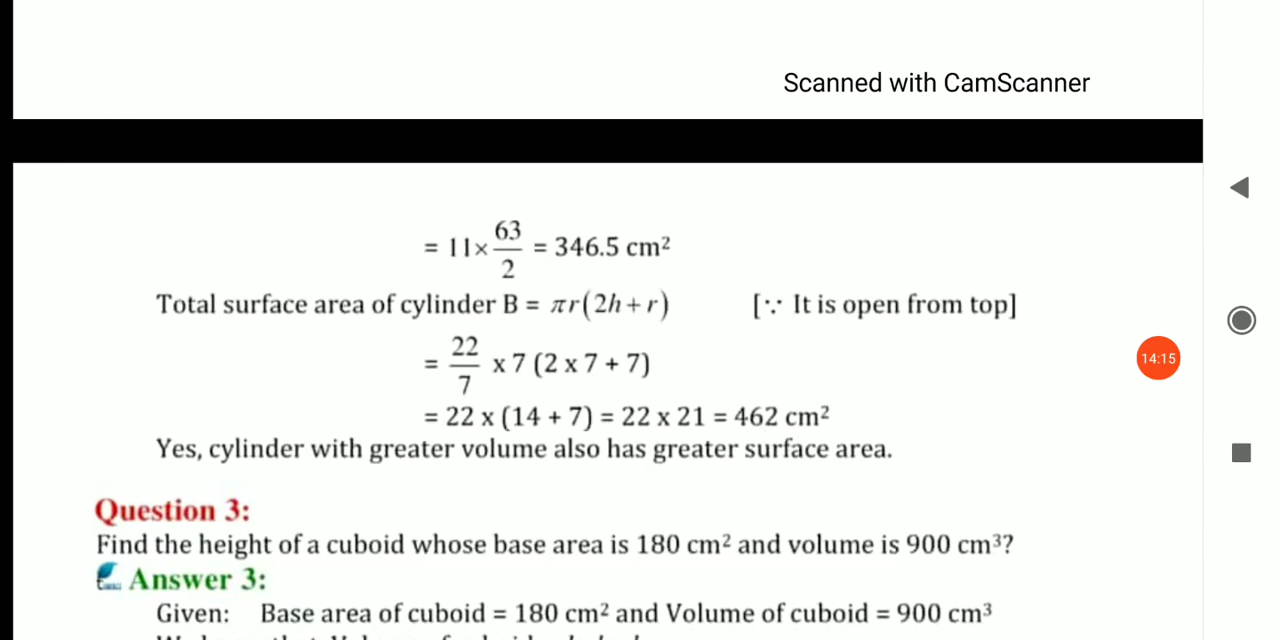 Scanned with CamScanner
= 11× 63/2 = 346.5 cm²
Total surface area of cylinder B = πr(2h+r) [∵ It is open from top]
= 22/7 x 7 (2 x 7 + 7)
= 22 x (14 + 7) = 22 x 21 = 462 cm²
Yes, cylinder with greater volume also has greater surface area.
14:15
Question 3:
Find the height of a cuboid whose base area is 180 cm² and volume is 900 cm³?
Answer 3:
Given: Base area of cuboid = 180 cm² and Volume of cuboid = 900 cm³